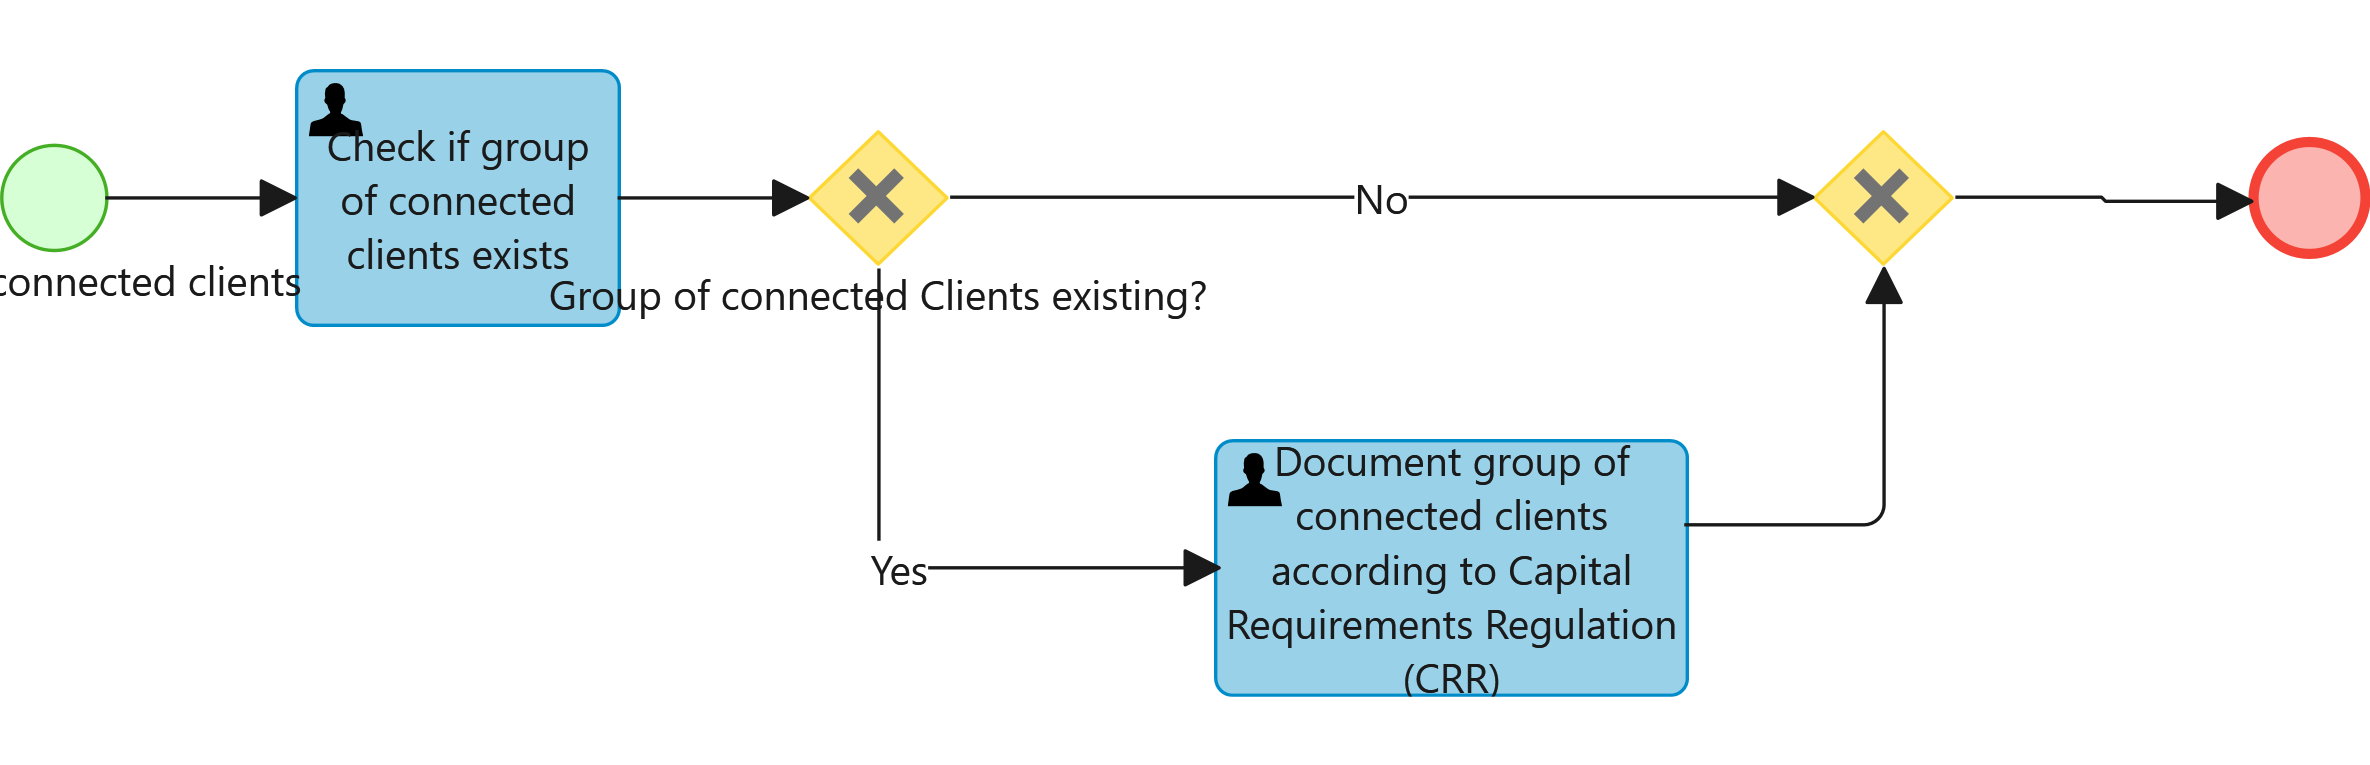 connected clients
Check if group
of connected
clients exists
Group of connected Clients existing?
No
Yes
Document group of
connected clients
according to Capital
Requirements Regulation
(CRR)